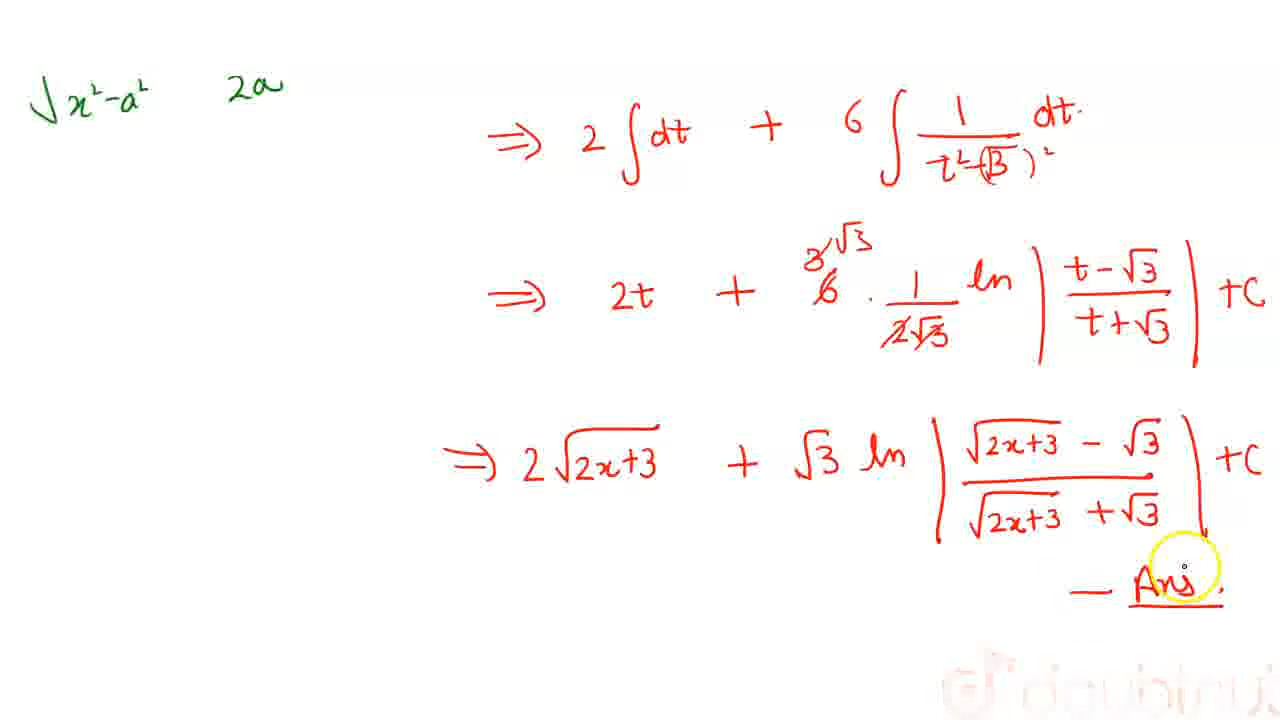 √x²-a² 2a
⇒ 2 ∫dt + 6 ∫ 1/(t²-(√3)²) dt.
⇒ 2t + 6 3 √3 . 1/(2√3) ln |(t-√3)/(t+√3)| +C
⇒ 2√(2x+3) + √3 ln |(√(2x+3) - √3)/(√(2x+3) + √3)| +C
— Ans.
doubtnut